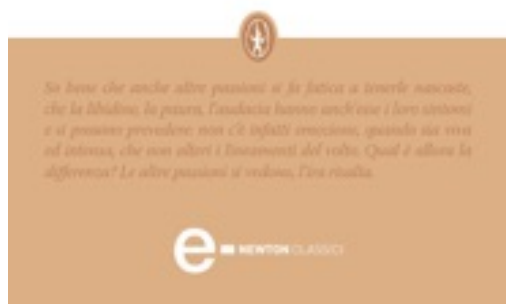 So bene che anche altre passioni si fa fatica a tenerle nascoste,
che la libidine, la paura, l'audacia hanno anch'esse i loro sintomi
e si possono prevedere: non c'è infatti emozione, quando sia viva
ed intensa, che non alteri i lineamenti del volto. Qual è allora la
differenza? Le altre passioni si vedono, l'ira risalta.
e NEWTON CLASSICI